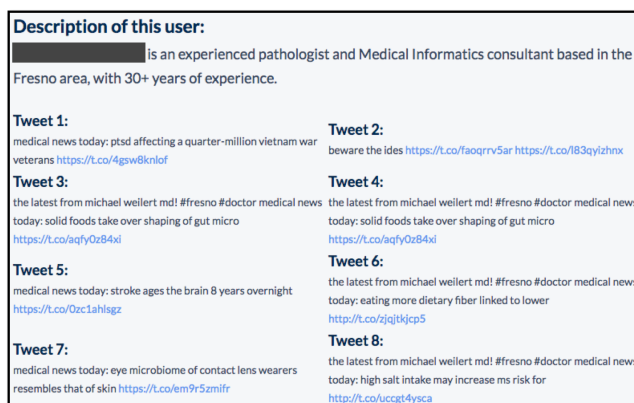 Description of this user:
is an experienced pathologist and Medical Informatics consultant based in the
Fresno area, with 30+ years of experience.
Tweet 1:
medical news today: ptsd affecting a quarter-million vietnam war
veterans https://t.co/4gsw8knlof
Tweet 2:
beware the ides https://t.co/faoqrrv5ar https://t.co/l83qyizhnx
Tweet 3:
the latest from michael weilert md! #fresno #doctor medical news
today: solid foods take over shaping of gut micro
https://t.co/aqfy0z84xi
Tweet 4:
the latest from michael weilert md! #fresno #doctor medical news
today: solid foods take over shaping of gut micro
https://t.co/aqfy0z84xi
Tweet 5:
medical news today: stroke ages the brain 8 years overnight
https://t.co/0zc1ahlsgz
Tweet 6:
the latest from michael weilert md! #fresno #doctor medical news
today: eating more dietary fiber linked to lower
http://t.co/zjqjtkjcp5
Tweet 7:
medical news today: eye microbiome of contact lens wearers
resembles that of skin https://t.co/em9r5zmifr
Tweet 8:
the latest from michael weilert md! #fresno #doctor medical news
today: high salt intake may increase ms risk for
http://t.co/uccgt4ysca